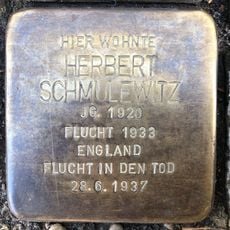 HIER WOHNTE
HERBERT
SCHMULEWITZ
JG. 1920
FLUCHT 1933
ENGLAND
FLUCHT IN DEN TOD
28.6.1937